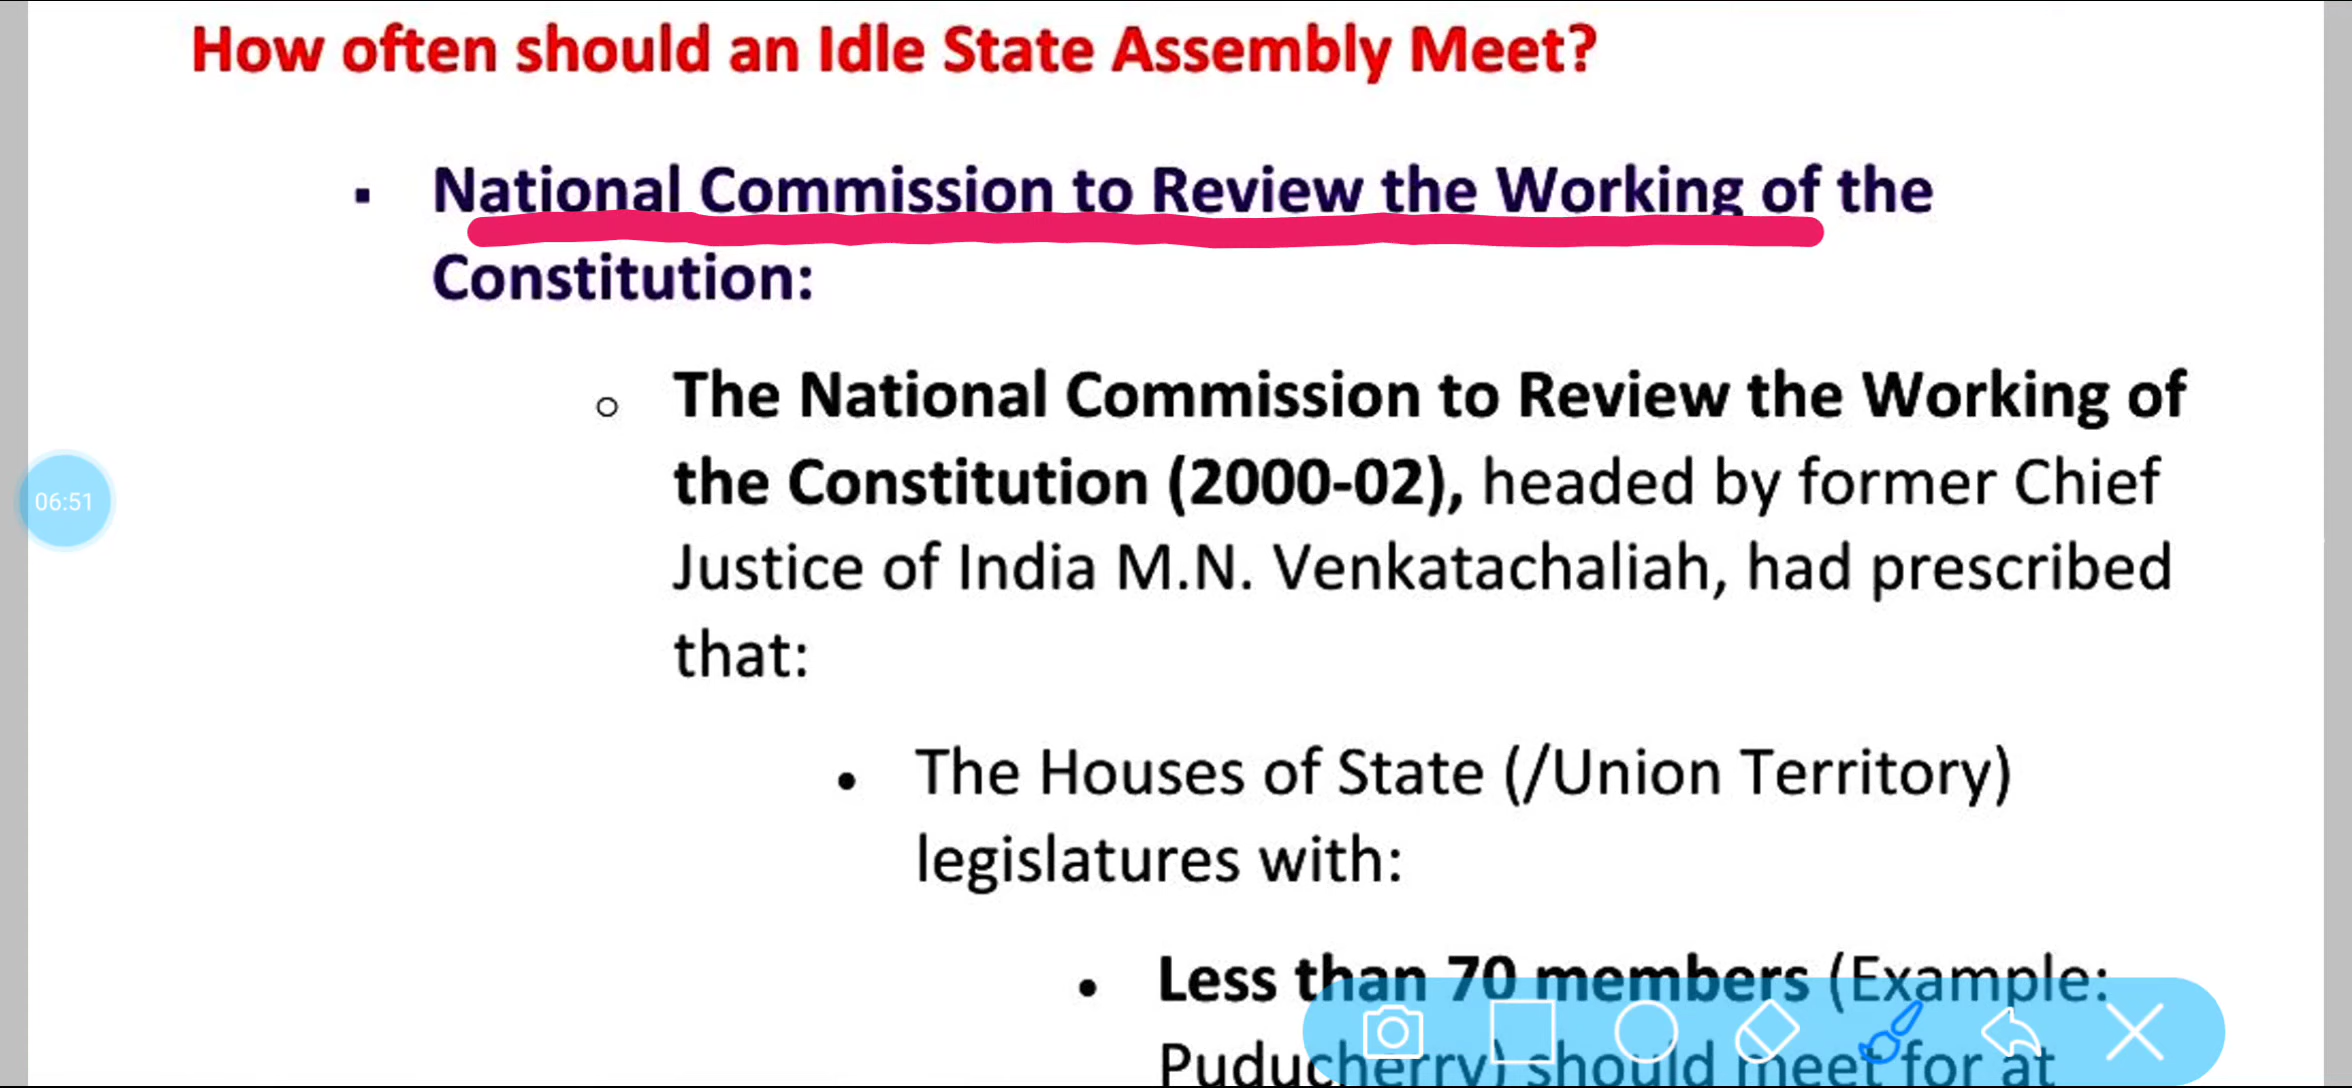 How often should an Idle State Assembly Meet?
▪ National Commission to Review the Working of the
Constitution:
o The National Commission to Review the Working of
the Constitution (2000-02), headed by former Chief
Justice of India M.N. Venkatachaliah, had prescribed
that:
06:51
• The Houses of State (/Union Territory)
legislatures with:
• Less than 70 members (Example:
Puducherry) should meet for at